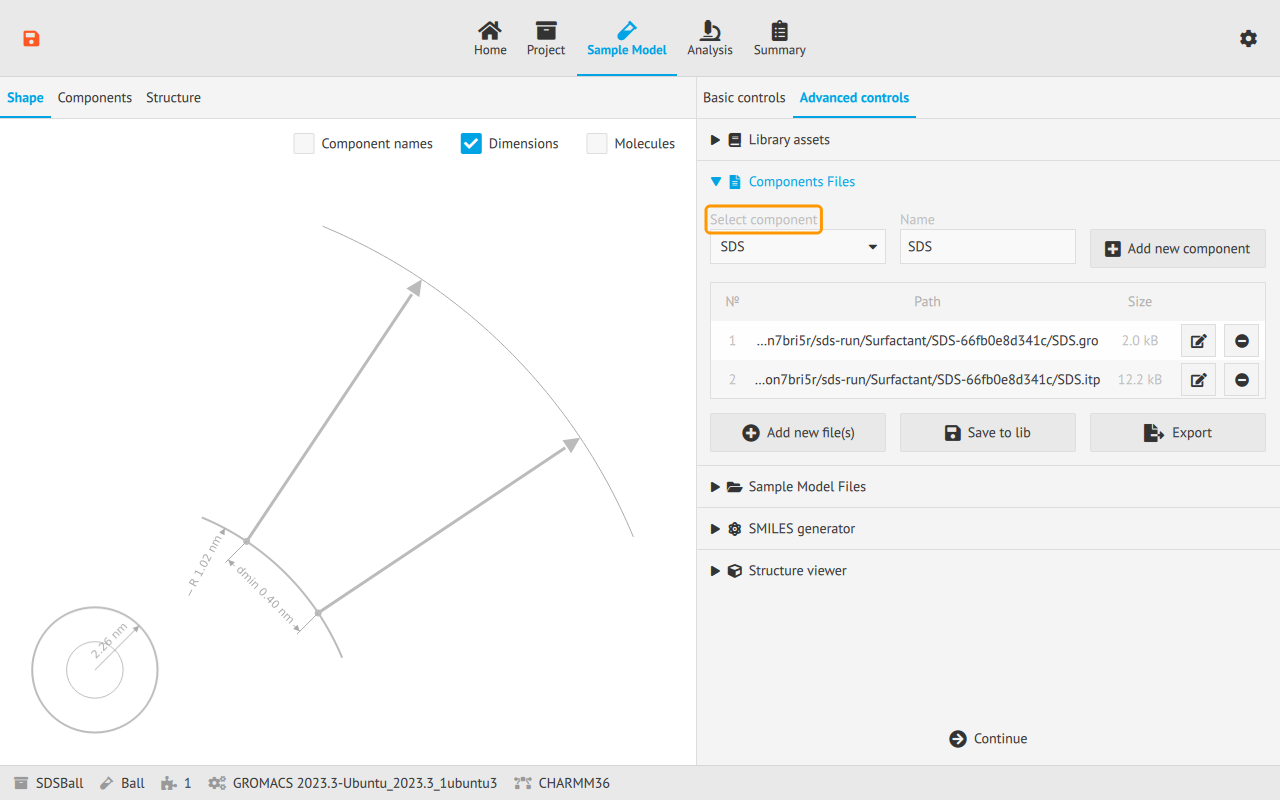 Home Project Sample Model Analysis Summary
Shape Components Structure
Basic controls Advanced controls
Component names Dimensions Molecules
Library assets
Components Files
Select component Name
SDS SDS Add new component
Nº Path Size
1 ...n7bri5r/sds-run/Surfactant/SDS-66fb0e8d341c/SDS.gro 2.0 kB
2 ...on7bri5r/sds-run/Surfactant/SDS-66fb0e8d341c/SDS.itp 12.2 kB
Add new file(s) Save to lib Export
Sample Model Files
SMILES generator
Structure viewer
~ R 1.02 nm
dmin 0.40 nm
2.26 nm
Continue
SDSBall Ball 1 GROMACS 2023.3-Ubuntu_2023.3_1ubuntu3 CHARMM36